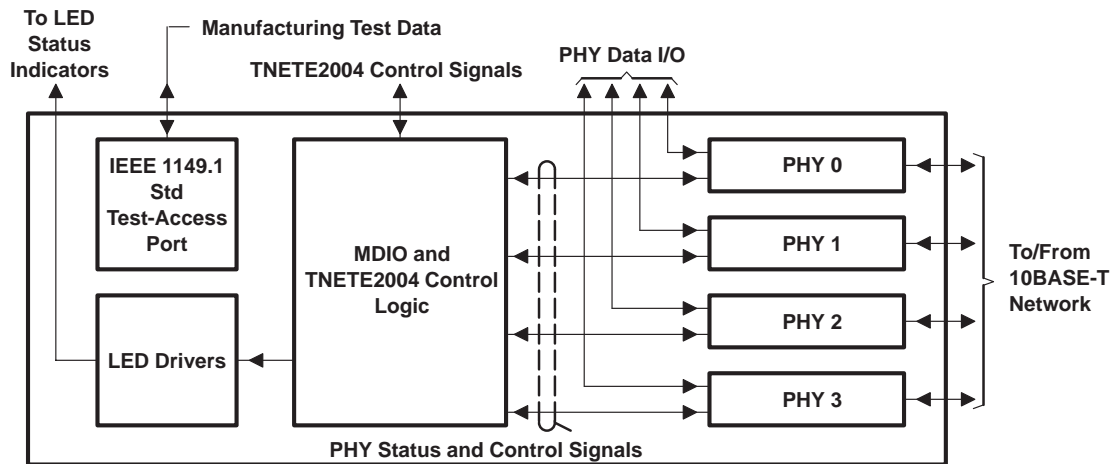 To LED
Status
Indicators
Manufacturing Test Data
TNETE2004 Control Signals
PHY Data I/O
IEEE 1149.1
Std
Test-Access
Port
MDIO and
TNETE2004 Control
Logic
LED Drivers
PHY 0
PHY 1
PHY 2
PHY 3
To/From
10BASE-T
Network
PHY Status and Control Signals